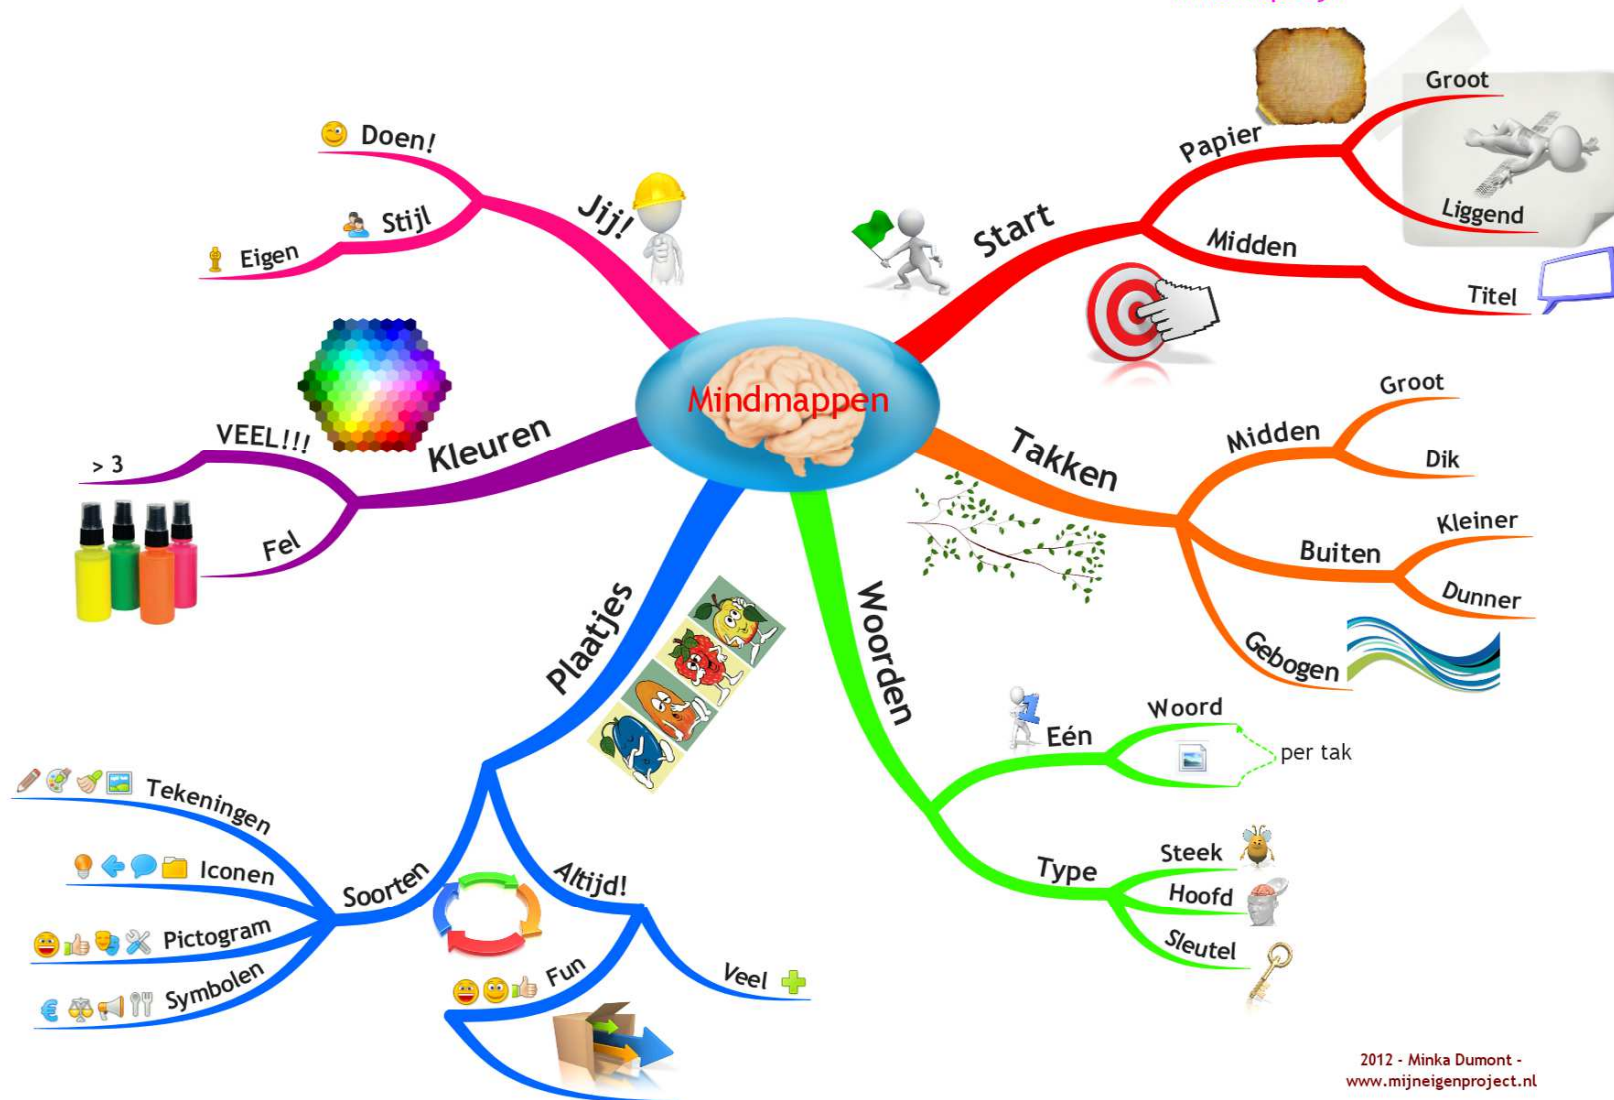 Mindmappen
Start
Papier
Groot
Liggend
Midden
Titel
Takken
Midden
Groot
Dik
Buiten
Kleiner
Dunner
Gebogen
Woorden
1
Eén
Woord
per tak
Type
Steek
Hoofd
Sleutel
Plaatjes
Altijd!
Veel
Fun
Soorten
Tekeningen
Iconen
Pictogram
€
Symbolen
Kleuren
VEEL!!!
> 3
Fel
Jij!
Doen!
Stijl
Eigen
2012 - Minka Dumont -
www.mijneigenproject.nl